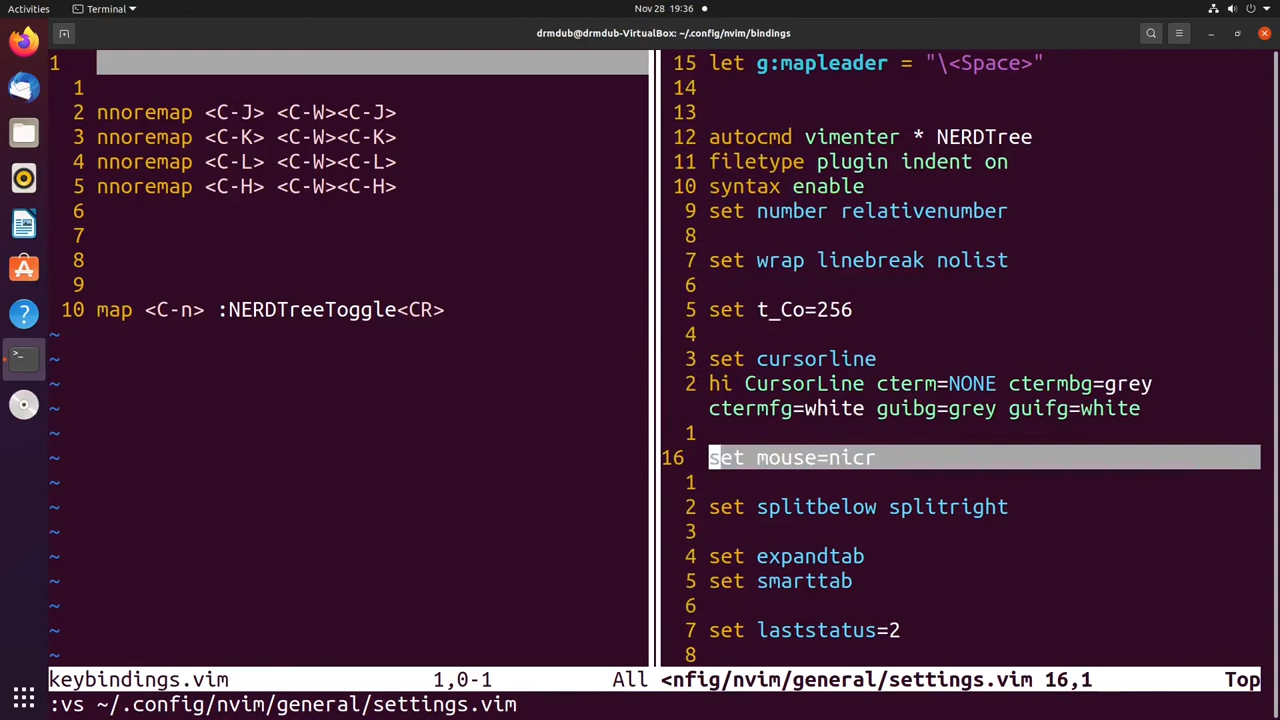 Activities
Terminal
Nov 28 19:36
drmdub@drmdub-VirtualBox: ~/.config/nvim/bindings
1
1
2 nnoremap <C-J> <C-W><C-J>
3 nnoremap <C-K> <C-W><C-K>
4 nnoremap <C-L> <C-W><C-L>
5 nnoremap <C-H> <C-W><C-H>
6
7
8
9
10 map <C-n> :NERDTreeToggle<CR>
~
~
~
~
~
~
~
~
~
~
~
~
~
~
keybindings.vim 1,0-1 All
15 let g:mapleader = "\<Space>"
14
13
12 autocmd vimenter * NERDTree
11 filetype plugin indent on
10 syntax enable
9 set number relativenumber
8
7 set wrap linebreak nolist
6
5 set t_Co=256
4
3 set cursorline
2 hi CursorLine cterm=NONE ctermbg=grey
ctermfg=white guibg=grey guifg=white
1
16 set mouse=nicr
1
2 set splitbelow splitright
3
4 set expandtab
5 set smarttab
6
7 set laststatus=2
8
<nfig/nvim/general/settings.vim 16,1 Top
:vs ~/.config/nvim/general/settings.vim